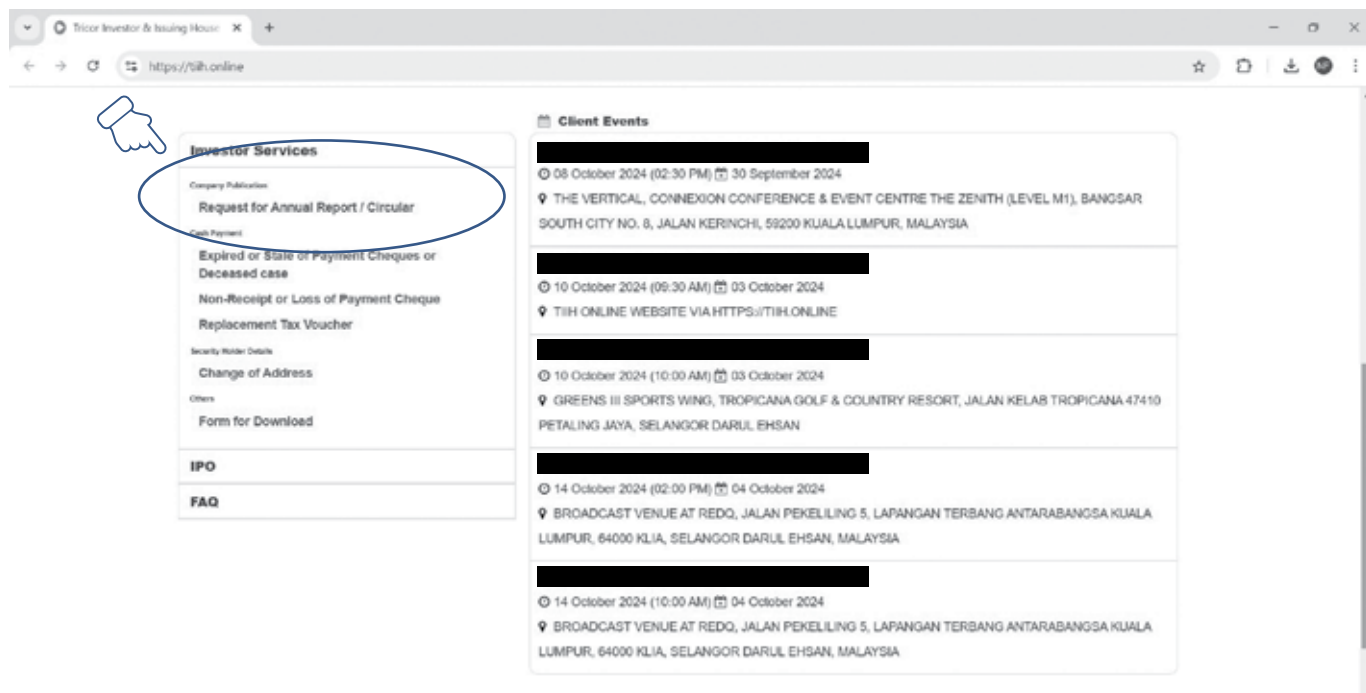 Tricor Investor & Issuing House
https://tiih.online
Investor Services
Company Publication
Request for Annual Report / Circular
Cash Payment
Expired or Stale of Payment Cheques or
Deceased case
Non-Receipt or Loss of Payment Cheque
Replacement Tax Voucher
Security Holder Details
Change of Address
Others
Form for Download
IPO
FAQ
Client Events
08 October 2024 (02:30 PM) 30 September 2024
THE VERTICAL, CONNEXION CONFERENCE & EVENT CENTRE THE ZENITH (LEVEL M1), BANGSAR
SOUTH CITY NO. 8, JALAN KERINCHI, 59200 KUALA LUMPUR, MALAYSIA
10 October 2024 (09:30 AM) 03 October 2024
TIIH ONLINE WEBSITE VIA HTTPS://TIIH.ONLINE
10 October 2024 (10:00 AM) 03 October 2024
GREENS III SPORTS WING, TROPICANA GOLF & COUNTRY RESORT, JALAN KELAB TROPICANA 47410
PETALING JAYA, SELANGOR DARUL EHSAN
14 October 2024 (02:00 PM) 04 October 2024
BROADCAST VENUE AT REDQ, JALAN PEKELILING 5, LAPANGAN TERBANG ANTARABANGSA KUALA
LUMPUR, 64000 KLIA, SELANGOR DARUL EHSAN, MALAYSIA
14 October 2024 (10:00 AM) 04 October 2024
BROADCAST VENUE AT REDQ, JALAN PEKELILING 5, LAPANGAN TERBANG ANTARABANGSA KUALA
LUMPUR, 64000 KLIA, SELANGOR DARUL EHSAN, MALAYSIA